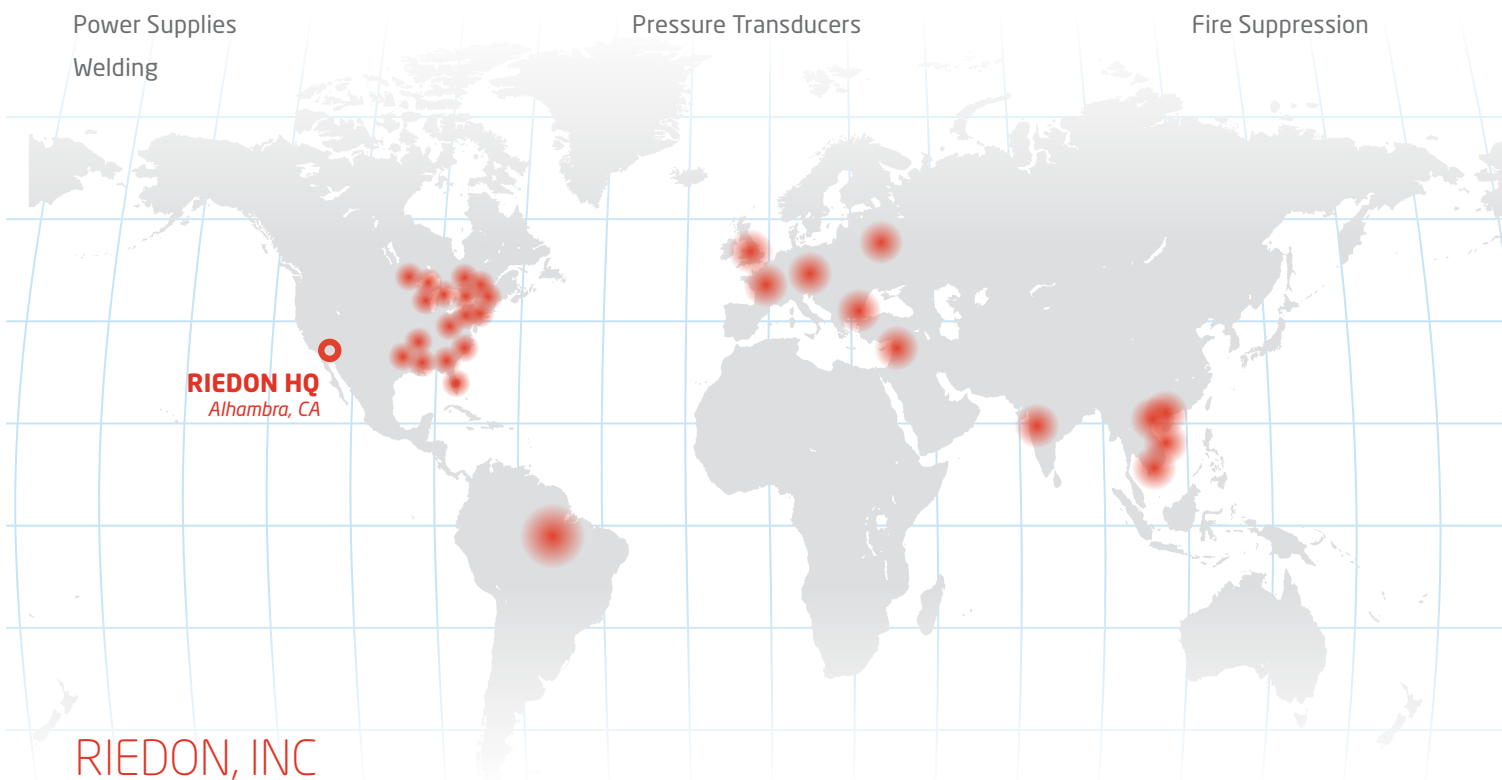 Power Supplies
Pressure Transducers
Fire Suppression
Welding
RIEDON HQ
Alhambra, CA
RIEDON, INC